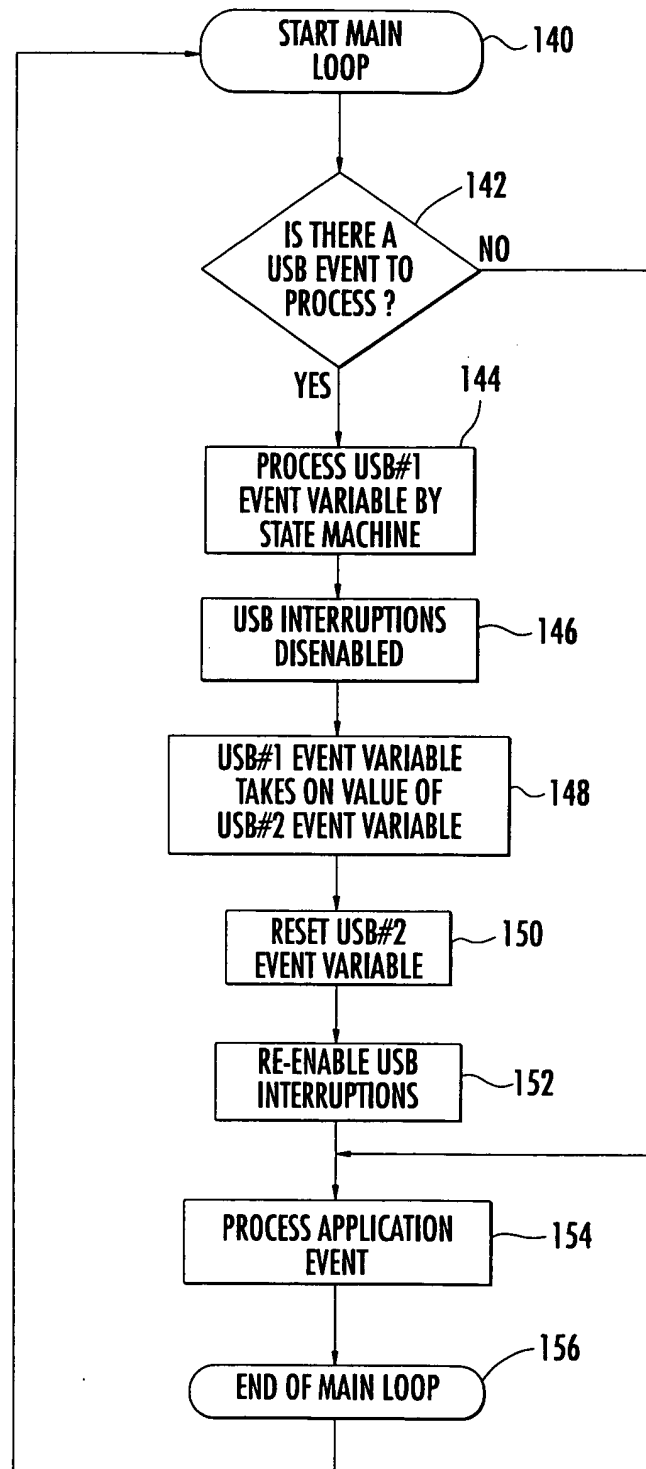 START MAIN
LOOP
140
142
IS THERE A
USB EVENT TO
PROCESS ?
NO
YES
144
PROCESS USB#1
EVENT VARIABLE BY
STATE MACHINE
USB INTERRUPTIONS
DISENABLED
146
USB#1 EVENT VARIABLE
TAKES ON VALUE OF
USB#2 EVENT VARIABLE
148
RESET USB#2
EVENT VARIABLE
150
RE-ENABLE USB
INTERRUPTIONS
152
PROCESS APPLICATION
EVENT
154
156
END OF MAIN LOOP